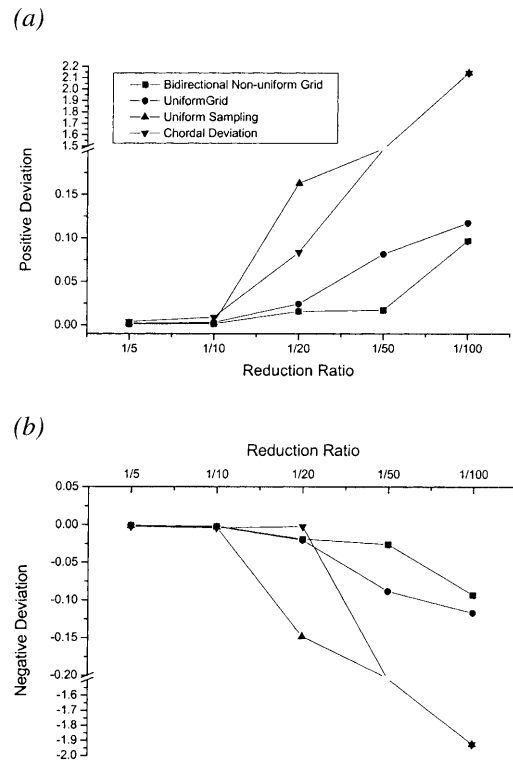 (a)
2.2
2.1
2.0
1.9
1.8
1.7
1.6
1.5
0.15
0.10
0.05
0.00
Positive Deviation
Bidirectional Non-uniform Grid
UniformGrid
Uniform Sampling
Chordal Deviation
1/5 1/10 1/20 1/50 1/100
Reduction Ratio
(b)
Reduction Ratio
1/5 1/10 1/20 1/50 1/100
0.05
0.00
-0.05
-0.10
-0.15
-0.20
-1.5
-1.6
-1.7
-1.8
-1.9
-2.0
Negative Deviation